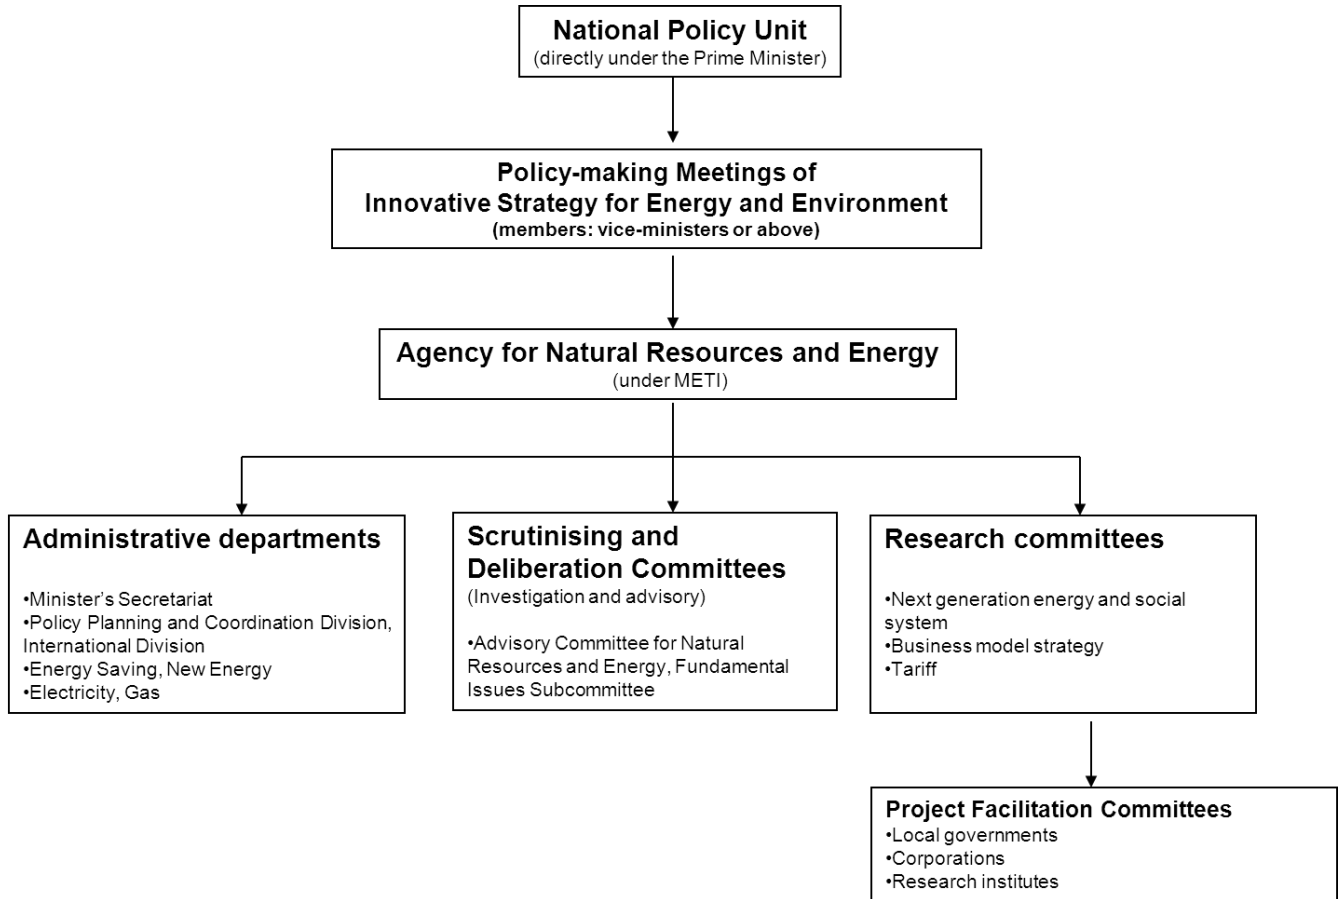 National Policy Unit
(directly under the Prime Minister)
Policy-making Meetings of
Innovative Strategy for Energy and Environment
(members: vice-ministers or above)
Agency for Natural Resources and Energy
(under METI)
Administrative departments
•Minister’s Secretariat
•Policy Planning and Coordination Division,
International Division
•Energy Saving, New Energy
•Electricity, Gas
Scrutinising and
Deliberation Committees
(Investigation and advisory)
•Advisory Committee for Natural
Resources and Energy, Fundamental
Issues Subcommittee
Research committees
•Next generation energy and social
system
•Business model strategy
•Tariff
Project Facilitation Committees
•Local governments
•Corporations
•Research institutes